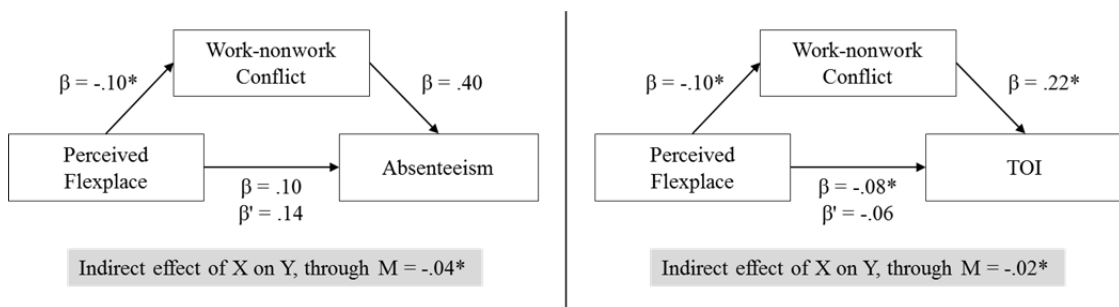 Work-nonwork
Conflict
β = -.10*
β = .40
Perceived
Flexplace
Absenteeism
β = .10
β' = .14
Indirect effect of X on Y, through M = -.04*
Work-nonwork
Conflict
β = -.10*
β = .22*
Perceived
Flexplace
TOI
β = -.08*
β' = -.06
Indirect effect of X on Y, through M = -.02*